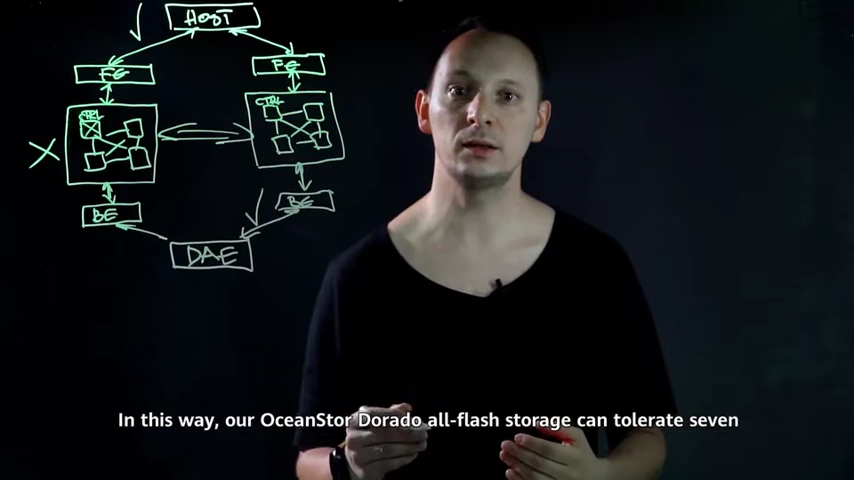 HOST
FE
FE
CTRL
CTRL
BE
BE
DAE
In this way, our OceanStor Dorado all-flash storage can tolerate seven